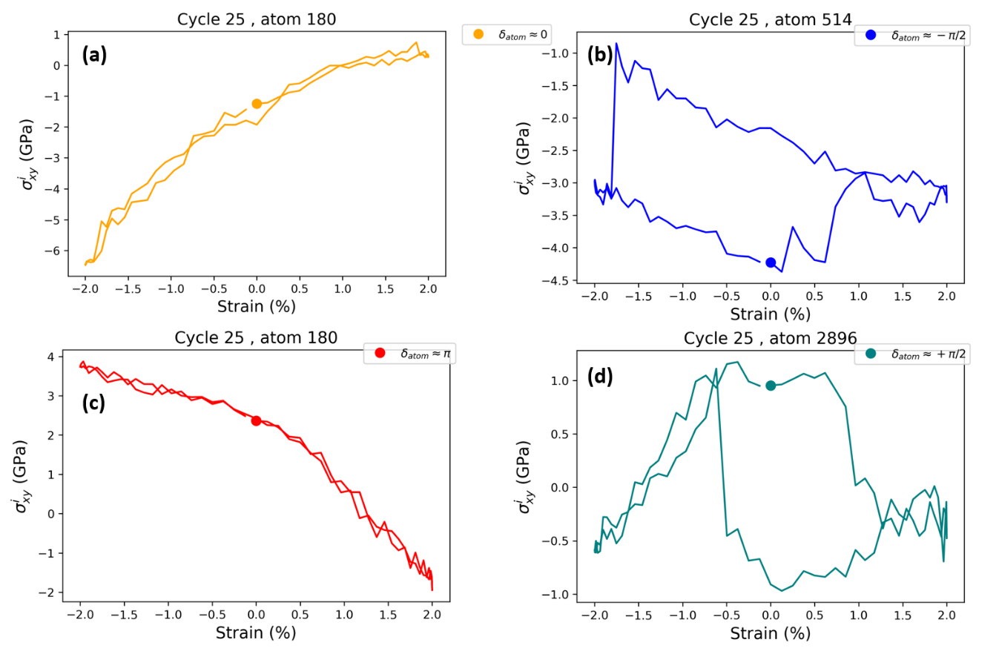 Cycle 25 , atom 180
δatom ≈ 0
(a)
1
0
−1
−2
−3
−4
−5
−6
σ^i_xy (GPa)
−2.0 −1.5 −1.0 −0.5 0.0 0.5 1.0 1.5 2.0
Strain (%)
Cycle 25 , atom 514
δatom ≈ − π/2
(b)
−1.0
−1.5
−2.0
−2.5
−3.0
−3.5
−4.0
−4.5
σ^i_xy (GPa)
−2.0 −1.5 −1.0 −0.5 0.0 0.5 1.0 1.5 2.0
Strain (%)
Cycle 25 , atom 180
δatom ≈ π
(c)
4
3
2
1
0
−1
−2
σ^i_xy (GPa)
−2.0 −1.5 −1.0 −0.5 0.0 0.5 1.0 1.5 2.0
Strain (%)
Cycle 25 , atom 2896
δatom ≈ + π/2
(d)
1.0
0.5
0.0
−0.5
−1.0
σ^i_xy (GPa)
−2.0 −1.5 −1.0 −0.5 0.0 0.5 1.0 1.5 2.0
Strain (%)